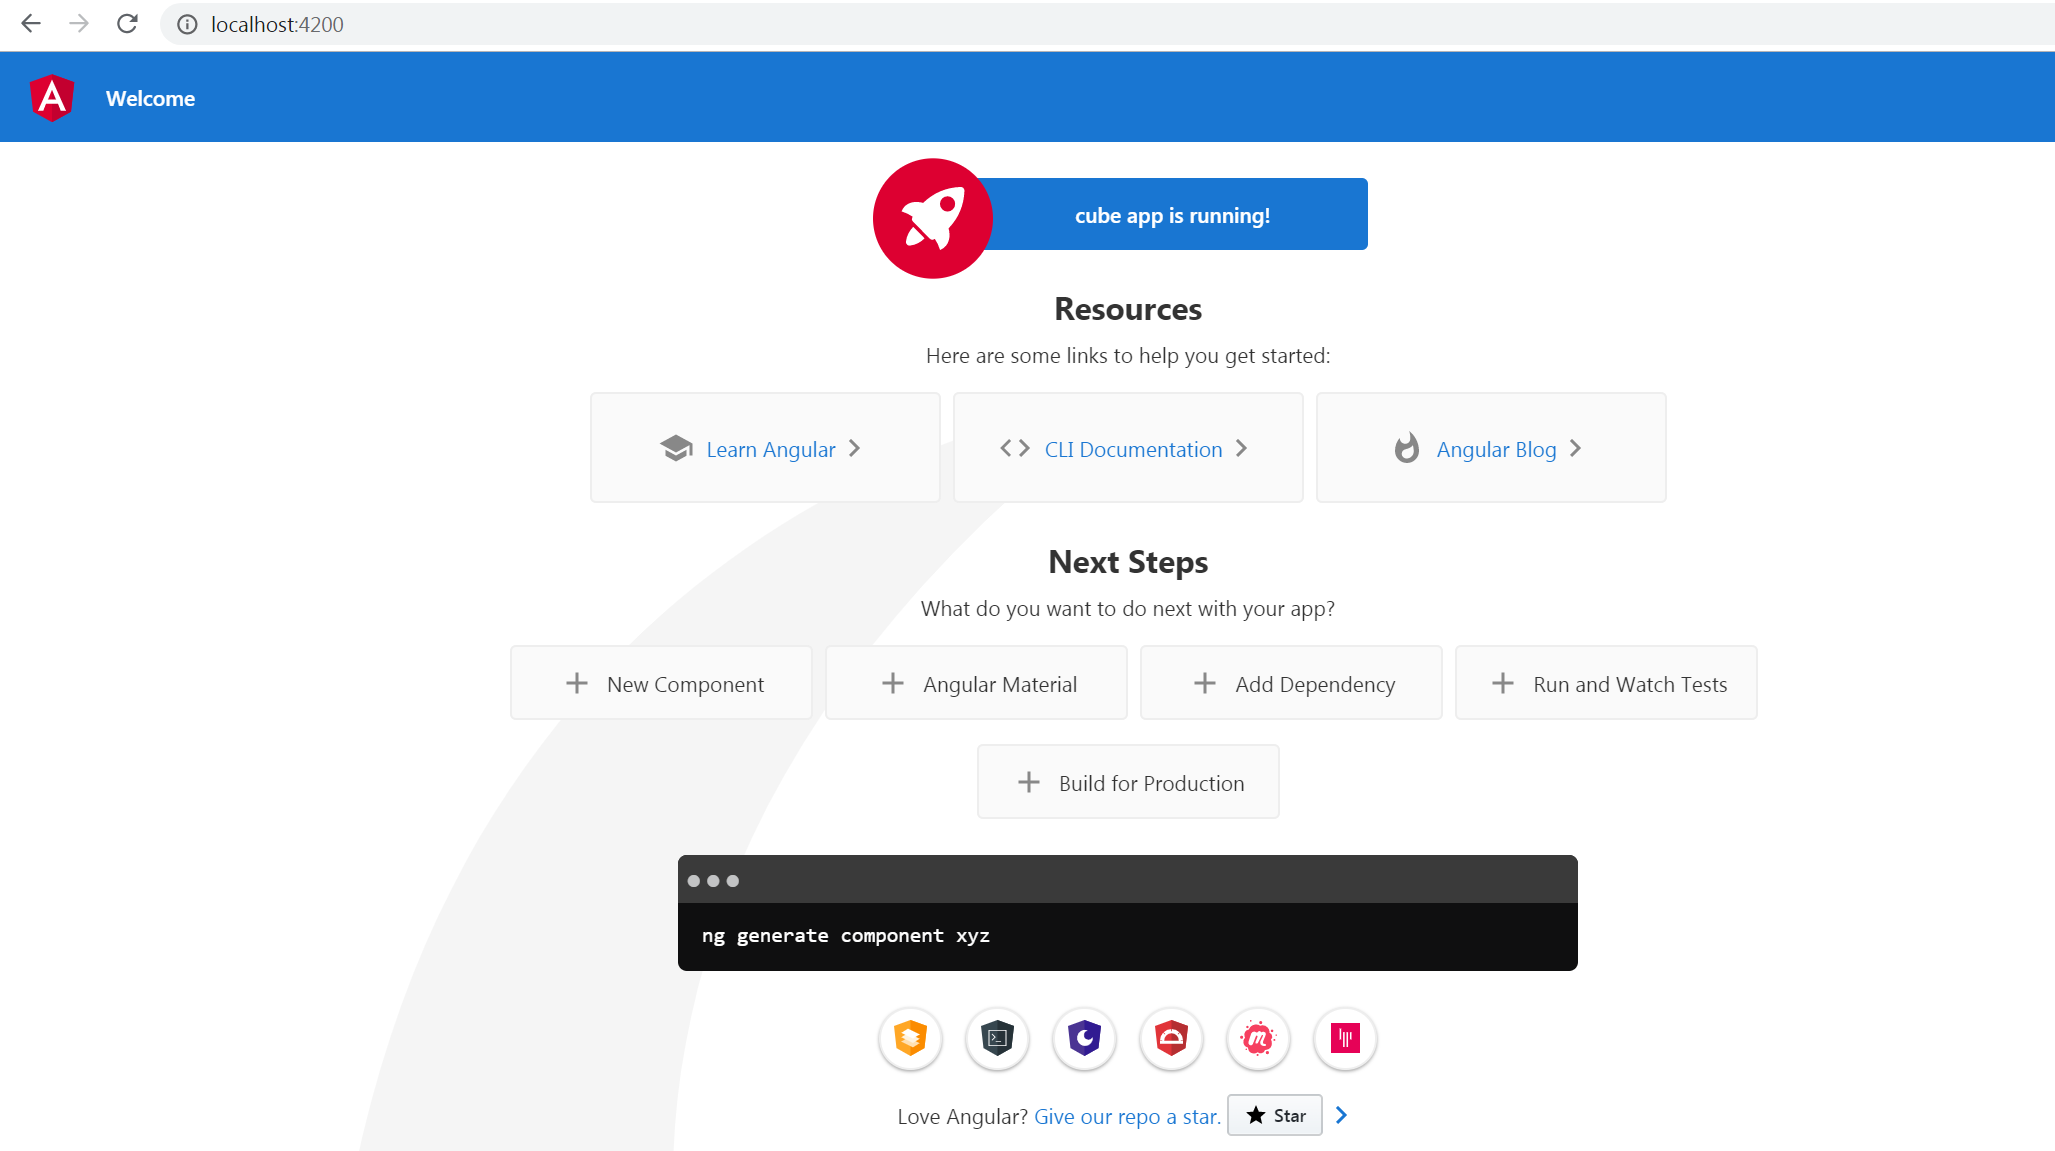 localhost:4200
Welcome
cube app is running!
Resources
Here are some links to help you get started:
Learn Angular
CLI Documentation
Angular Blog
Next Steps
What do you want to do next with your app?
New Component
Angular Material
Add Dependency
Run and Watch Tests
Build for Production
ng generate component xyz
Love Angular? Give our repo a star. Star